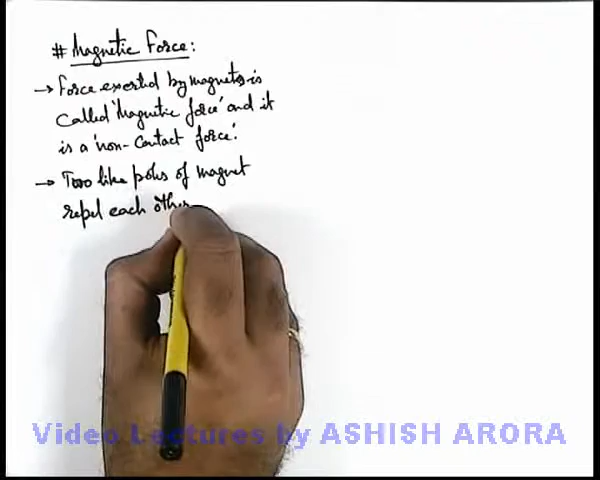 # Magnetic Force:
→ Force exerted by magnets is
called 'Magnetic force' and it
is a 'non-contact force'.
→ Two like poles of magnet
repel each other
Video Lectures by ASHISH ARORA